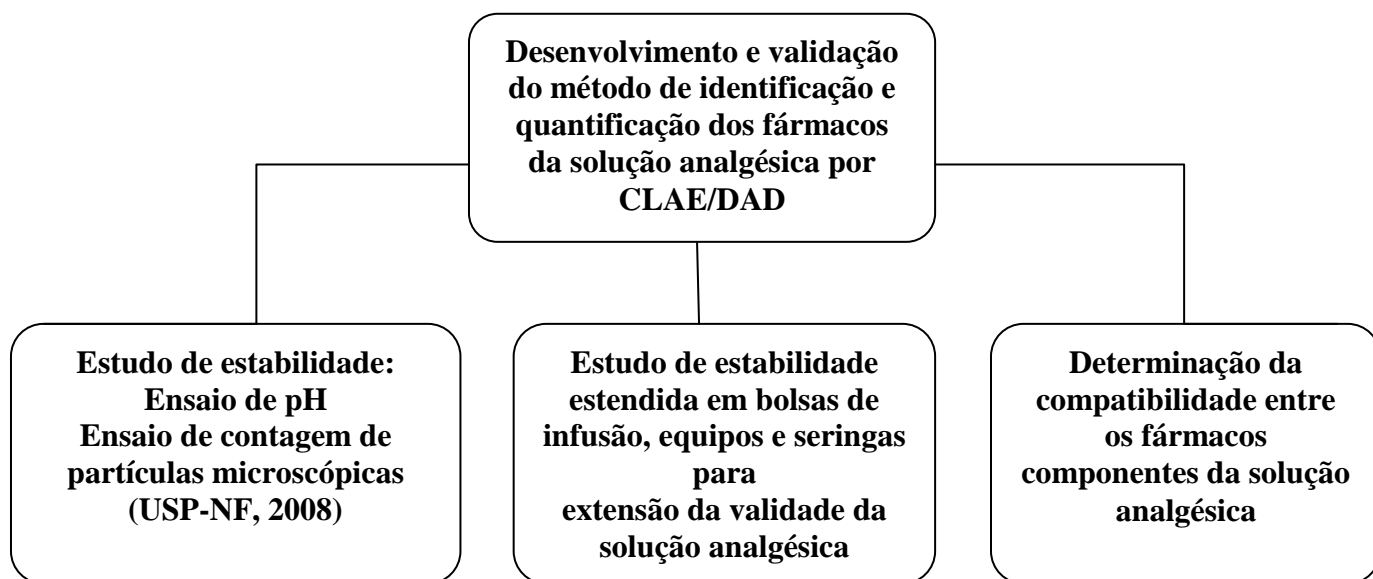 Desenvolvimento e validação
do método de identificação e
quantificação dos fármacos
da solução analgésica por
CLAE/DAD
Estudo de estabilidade:
Ensaio de pH
Ensaio de contagem de
partículas microscópicas
(USP-NF, 2008)
Estudo de estabilidade
estendida em bolsas de
infusão, equipos e seringas
para
extensão da validade da
solução analgésica
Determinação da
compatibilidade entre
os fármacos
componentes da solução
analgésica